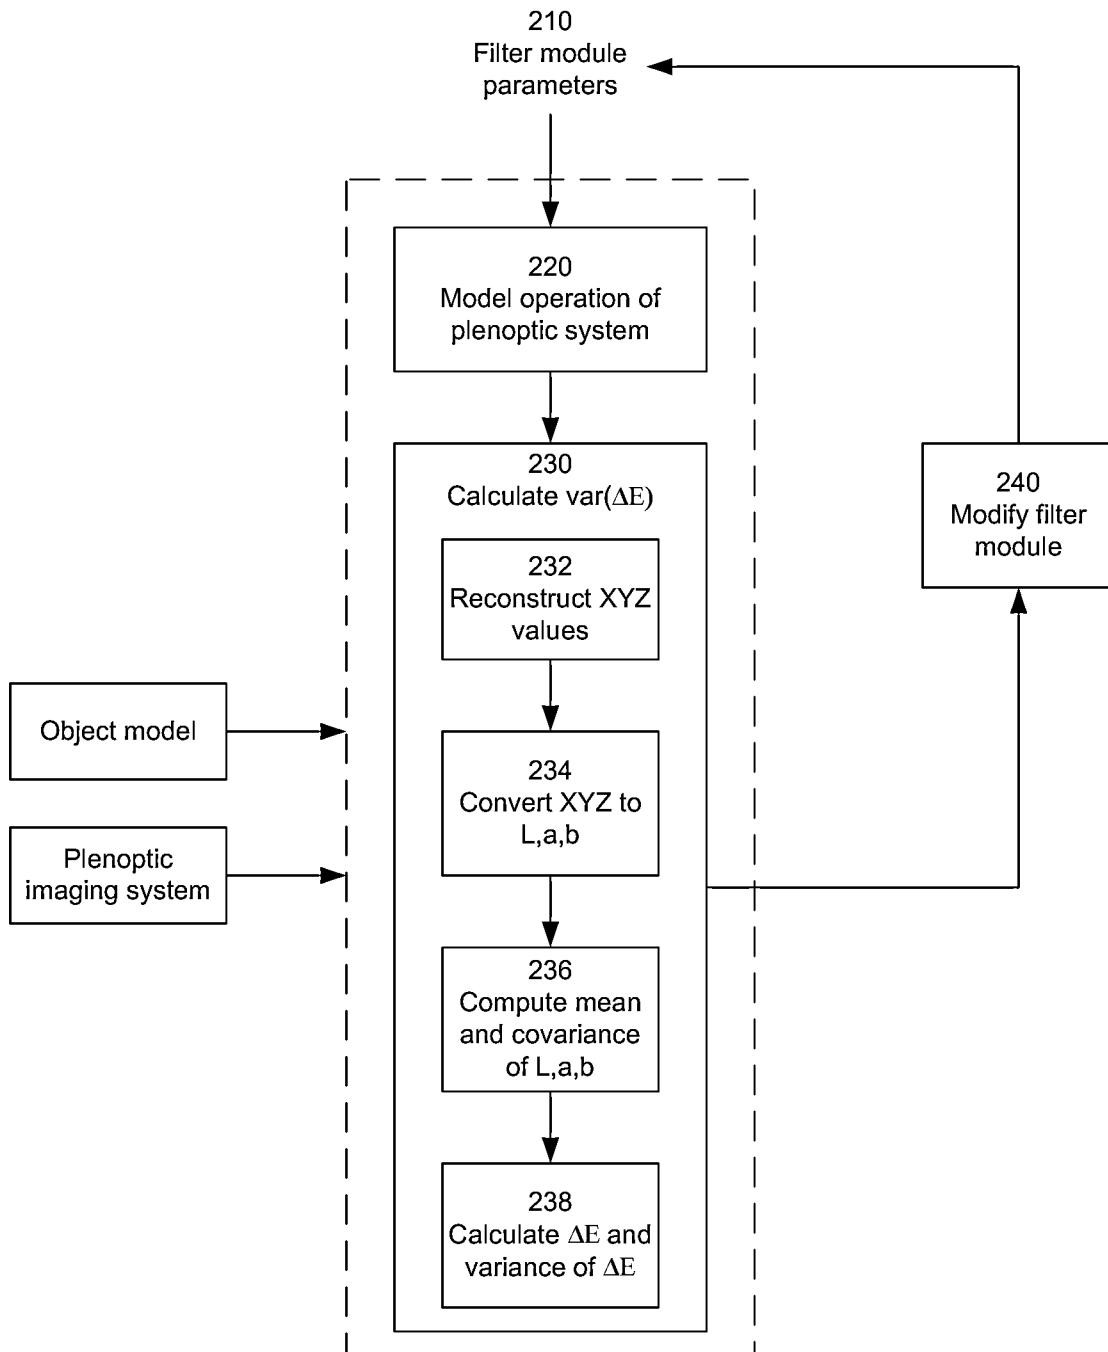 210
Filter module
parameters
220
Model operation of
plenoptic system
230
Calculate var(ΔE)
232
Reconstruct XYZ
values
234
Convert XYZ to
L,a,b
236
Compute mean
and covariance
of L,a,b
238
Calculate ΔE and
variance of ΔE
240
Modify filter
module
Object model
Plenoptic
imaging system